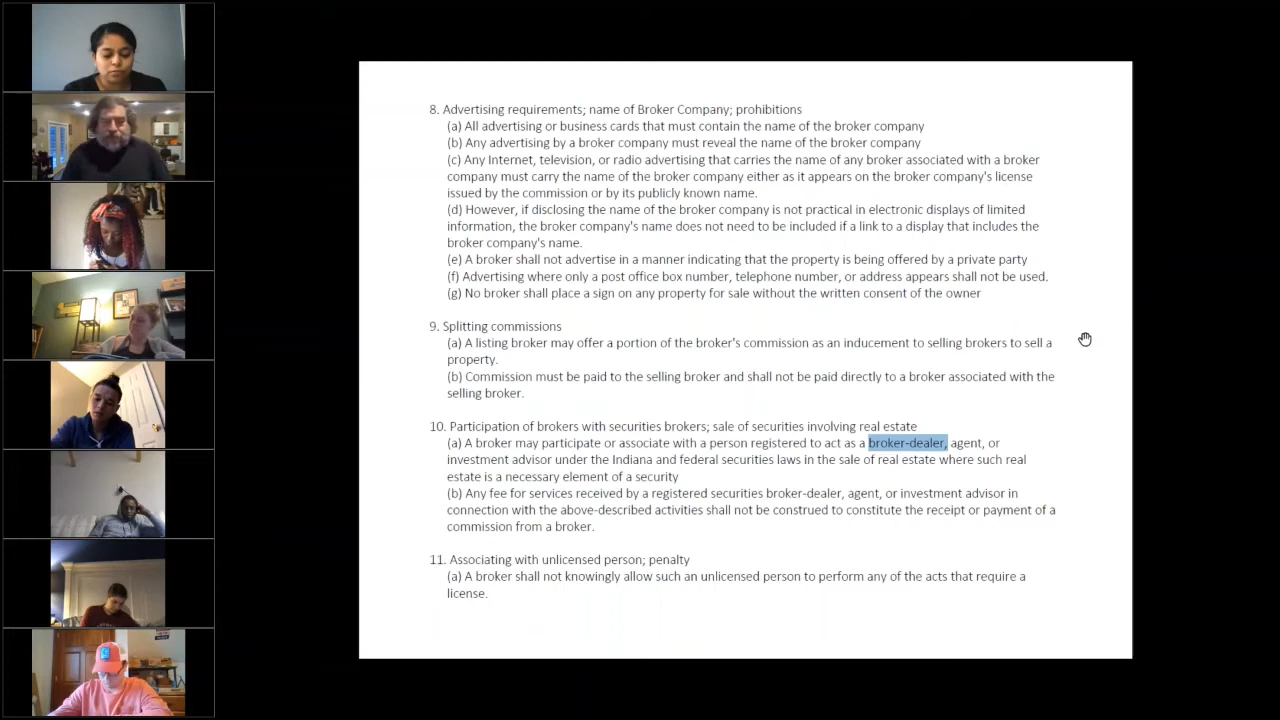 8. Advertising requirements; name of Broker Company; prohibitions
(a) All advertising or business cards that must contain the name of the broker company
(b) Any advertising by a broker company must reveal the name of the broker company
(c) Any Internet, television, or radio advertising that carries the name of any broker associated with a broker
company must carry the name of the broker company either as it appears on the broker company's license
issued by the commission or by its publicly known name.
(d) However, if disclosing the name of the broker company is not practical in electronic displays of limited
information, the broker company's name does not need to be included if a link to a display that includes the
broker company's name.
(e) A broker shall not advertise in a manner indicating that the property is being offered by a private party
(f) Advertising where only a post office box number, telephone number, or address appears shall not be used.
(g) No broker shall place a sign on any property for sale without the written consent of the owner
9. Splitting commissions
(a) A listing broker may offer a portion of the broker's commission as an inducement to selling brokers to sell a
property.
(b) Commission must be paid to the selling broker and shall not be paid directly to a broker associated with the
selling broker.
10. Participation of brokers with securities brokers; sale of securities involving real estate
(a) A broker may participate or associate with a person registered to act as a broker-dealer, agent, or
investment advisor under the Indiana and federal securities laws in the sale of real estate where such real
estate is a necessary element of a security
(b) Any fee for services received by a registered securities broker-dealer, agent, or investment advisor in
connection with the above-described activities shall not be construed to constitute the receipt or payment of a
commission from a broker.
11. Associating with unlicensed person; penalty
(a) A broker shall not knowingly allow such an unlicensed person to perform any of the acts that require a
license.